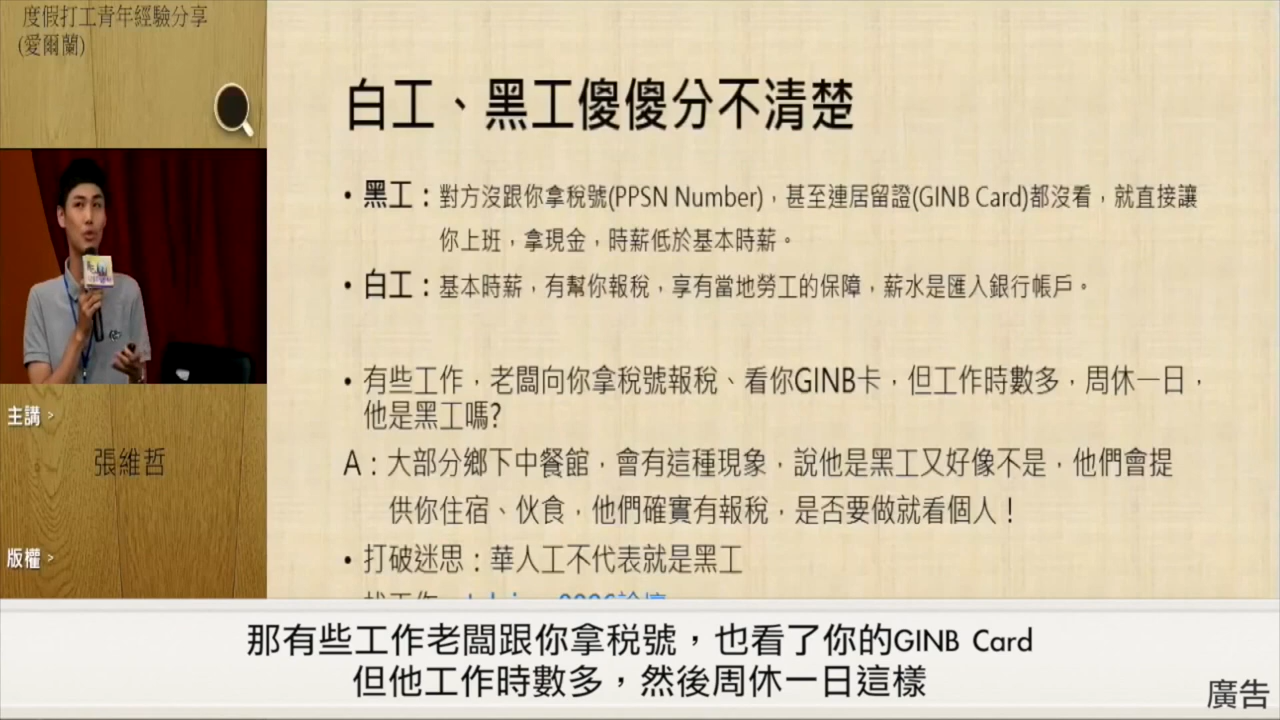 度假打工青年經驗分享
(愛爾蘭)
白工、黑工傻傻分不清楚
• 黑工：對方沒跟你拿稅號(PPSN Number)，甚至連居留證(GINB Card)都沒看，就直接讓
你上班，拿現金，時薪低於基本時薪。
• 白工：基本時薪，有幫你報稅，享有當地勞工的保障，薪水是匯入銀行帳戶。
• 有些工作，老闆向你拿稅號報稅、看你GINB卡，但工作時數多，周休一日，
他是黑工嗎?
A：大部分鄉下中餐館，會有這種現象，說他是黑工又好像不是，他們會提
供你住宿、伙食，他們確實有報稅，是否要做就看個人！
• 打破迷思：華人工不代表就是黑工
主講 >
張維哲
版權 >
那有些工作老闆跟你拿稅號，也看了你的GINB Card
但他工作時數多，然後周休一日這樣
廣告